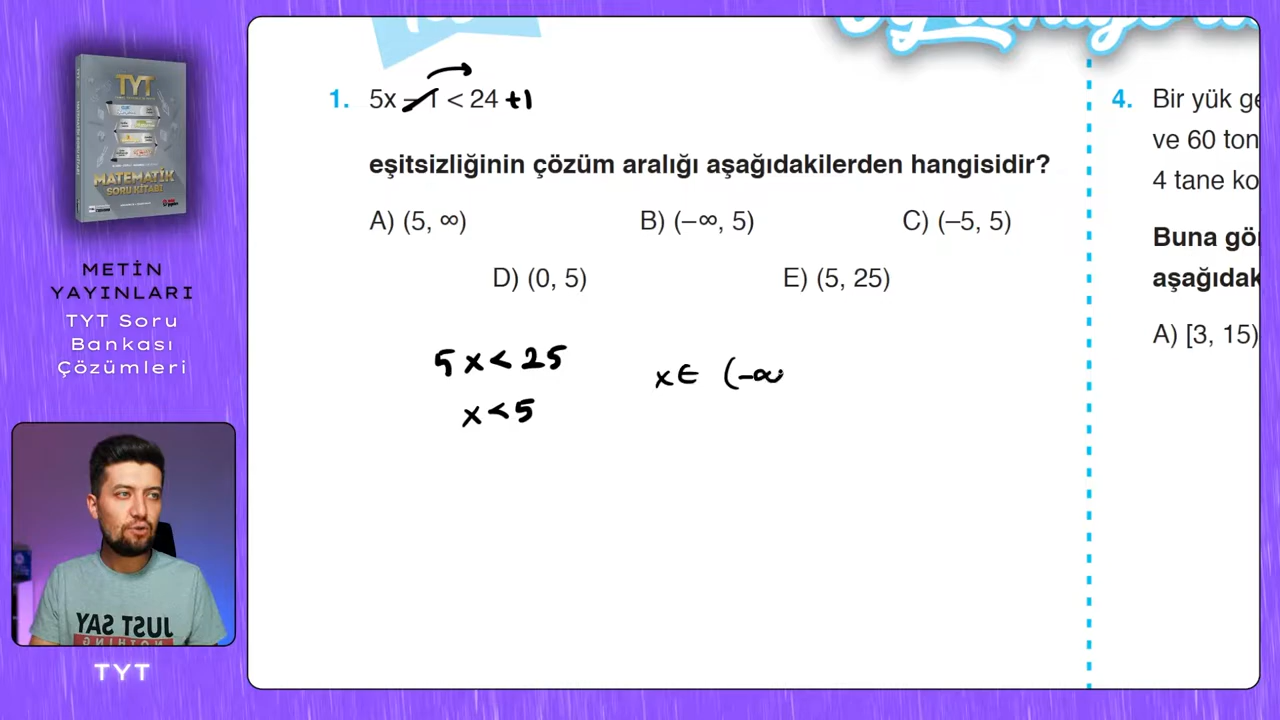 TYT
MATEMATİK
SORU KİTABI
METİN
YAYINLARI
TYT Soru
Bankası
Çözümleri
JUST SAY
NOTHING
TYT
1. 5x – 1 < 24 +1
eşitsizliğinin çözüm aralığı aşağıdakilerden hangisidir?
A) (5, ∞) B) (–∞, 5) C) (–5, 5)
D) (0, 5) E) (5, 25)
5x < 25
x < 5
x ∈ (-∞
4. Bir yük ge
ve 60 ton
4 tane ko
Buna gör
aşağıdak
A) [3, 15)